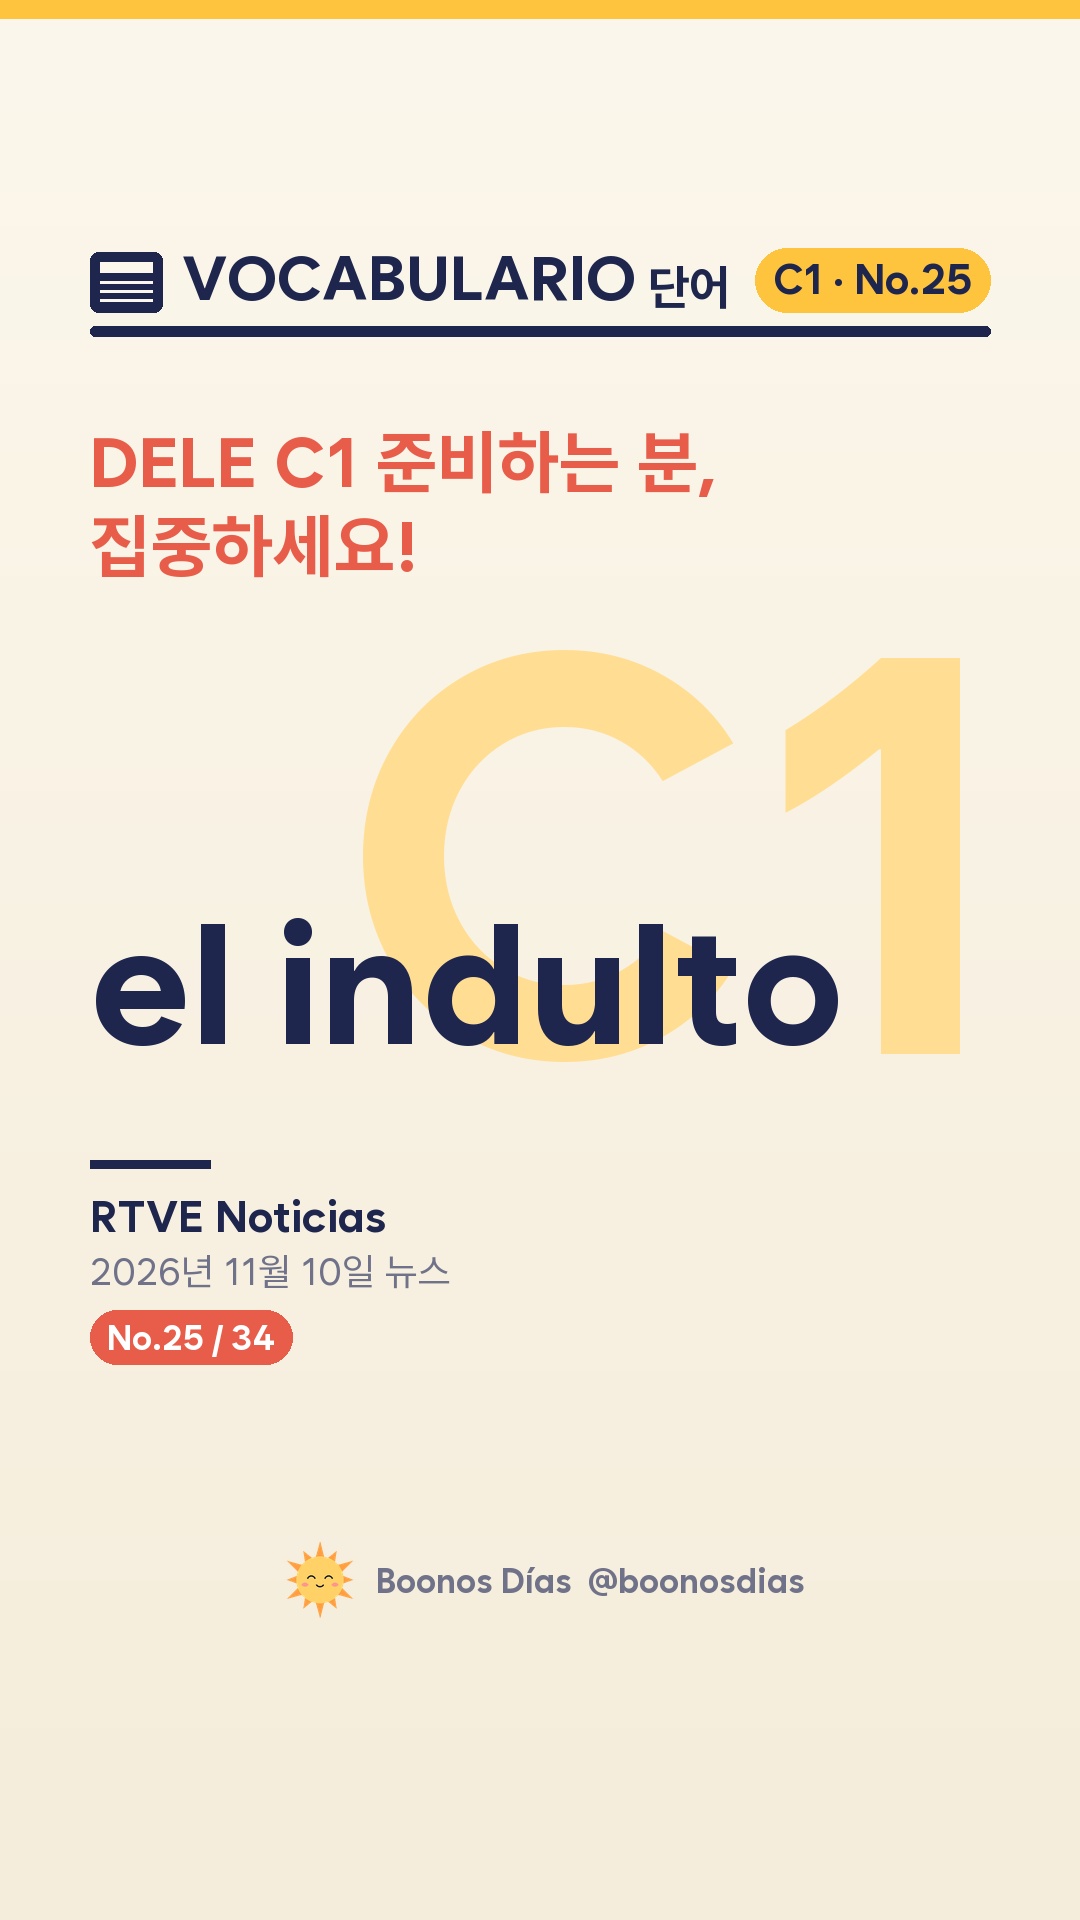 VOCABULARIO 단어 C1 · No.25
DELE C1 준비하는 분,
집중하세요!
C1
el indulto
RTVE Noticias
2026년 11월 10일 뉴스
No.25 / 34
Boonos Días @boonosdias